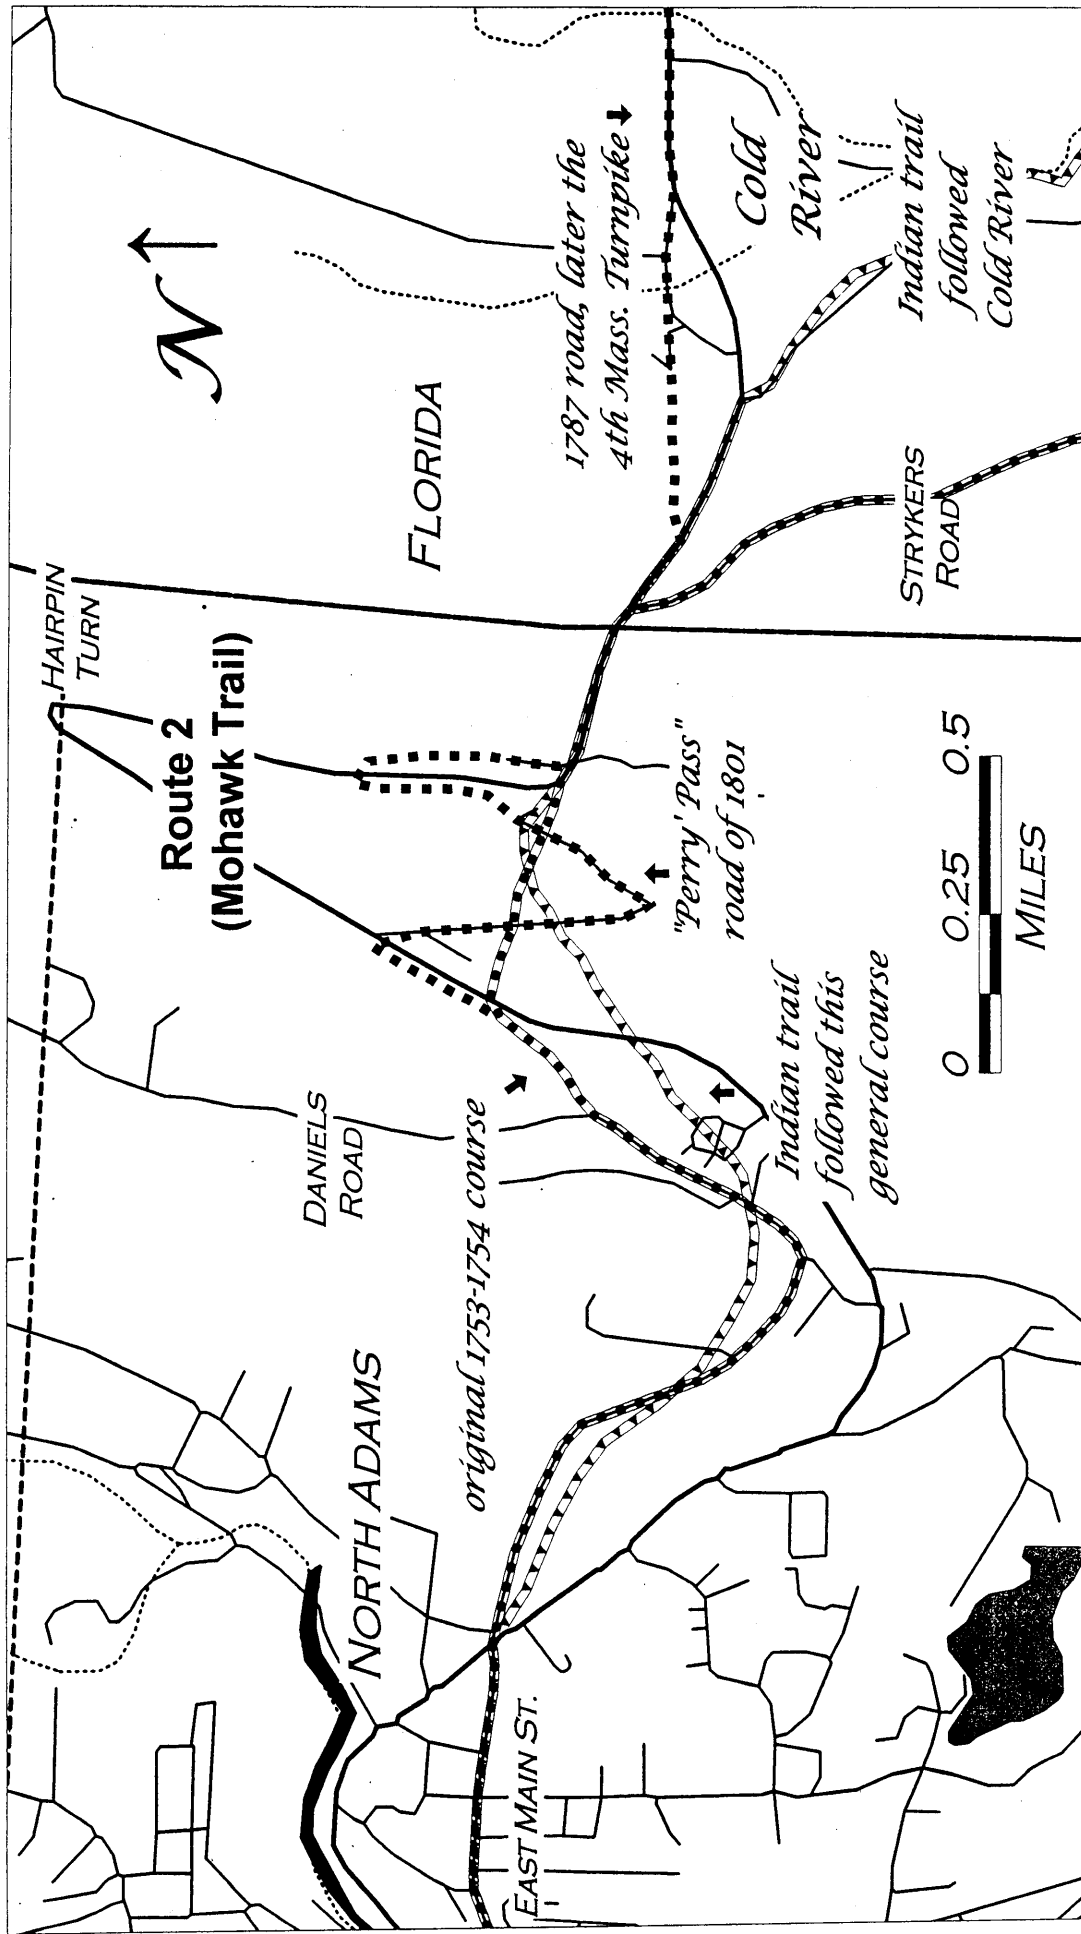 N
HAIRPIN
TURN
Route 2
(Mohawk Trail)
FLORIDA
1787 road, later the
4th Mass. Turnpike
Cold
River
Indian trail
followed
Cold River
STRYKERS
ROAD
"Perry' Pass"
road of 1801
DANIELS
ROAD
original 1753-1754 course
Indian trail
followed this
general course
NORTH ADAMS
EAST MAIN ST.
0 0.25 0.5
MILES